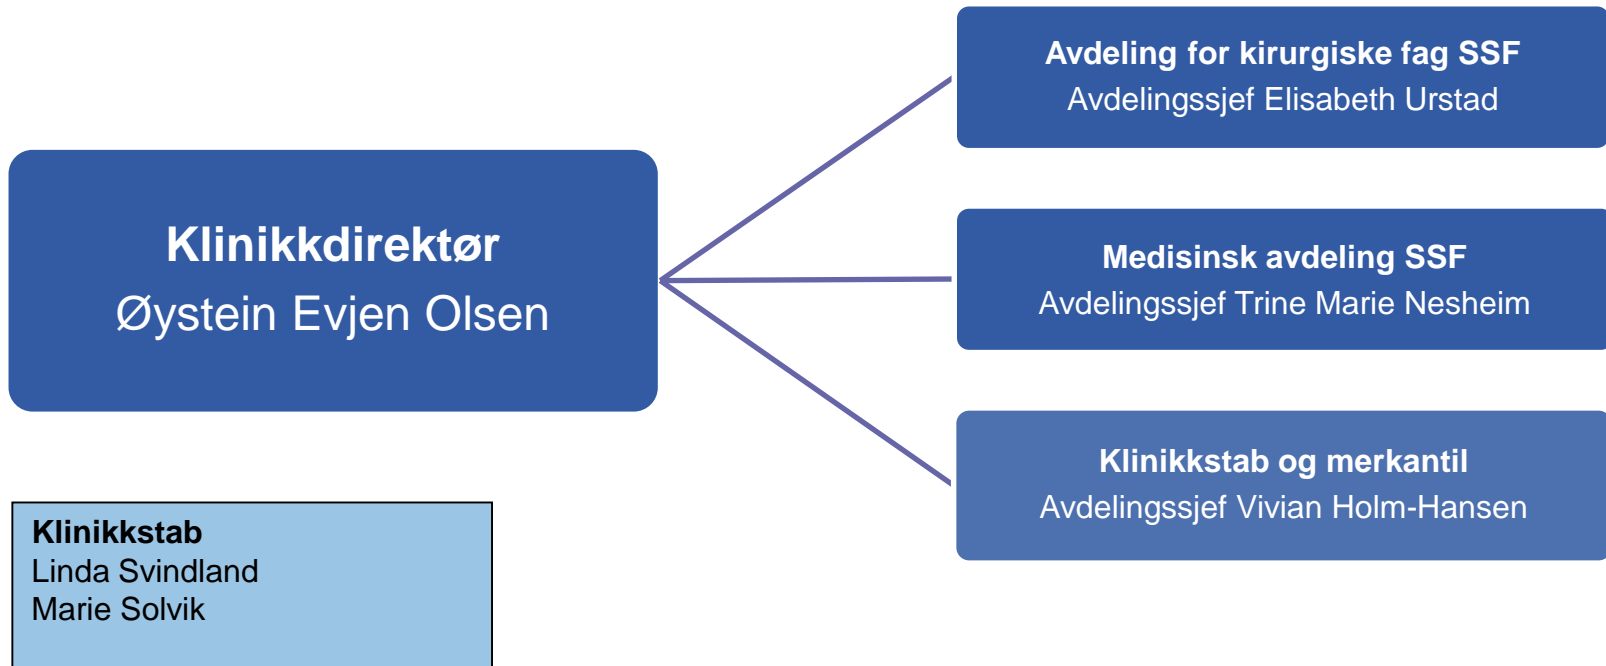 Klinikkdirektør
Øystein Evjen Olsen
Avdeling for kirurgiske fag SSF
Avdelingssjef Elisabeth Urstad
Medisinsk avdeling SSF
Avdelingssjef Trine Marie Nesheim
Klinikkstab og merkantil
Avdelingssjef Vivian Holm-Hansen
Klinikkstab
Linda Svindland
Marie Solvik